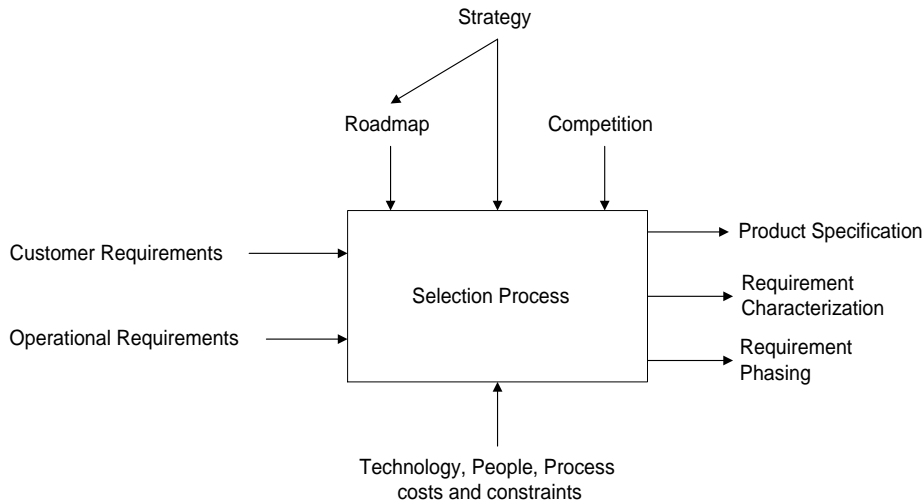 Strategy
Roadmap
Competition
Customer Requirements
Operational Requirements
Selection Process
Product Specification
Requirement
Characterization
Requirement
Phasing
Technology, People, Process
costs and constraints